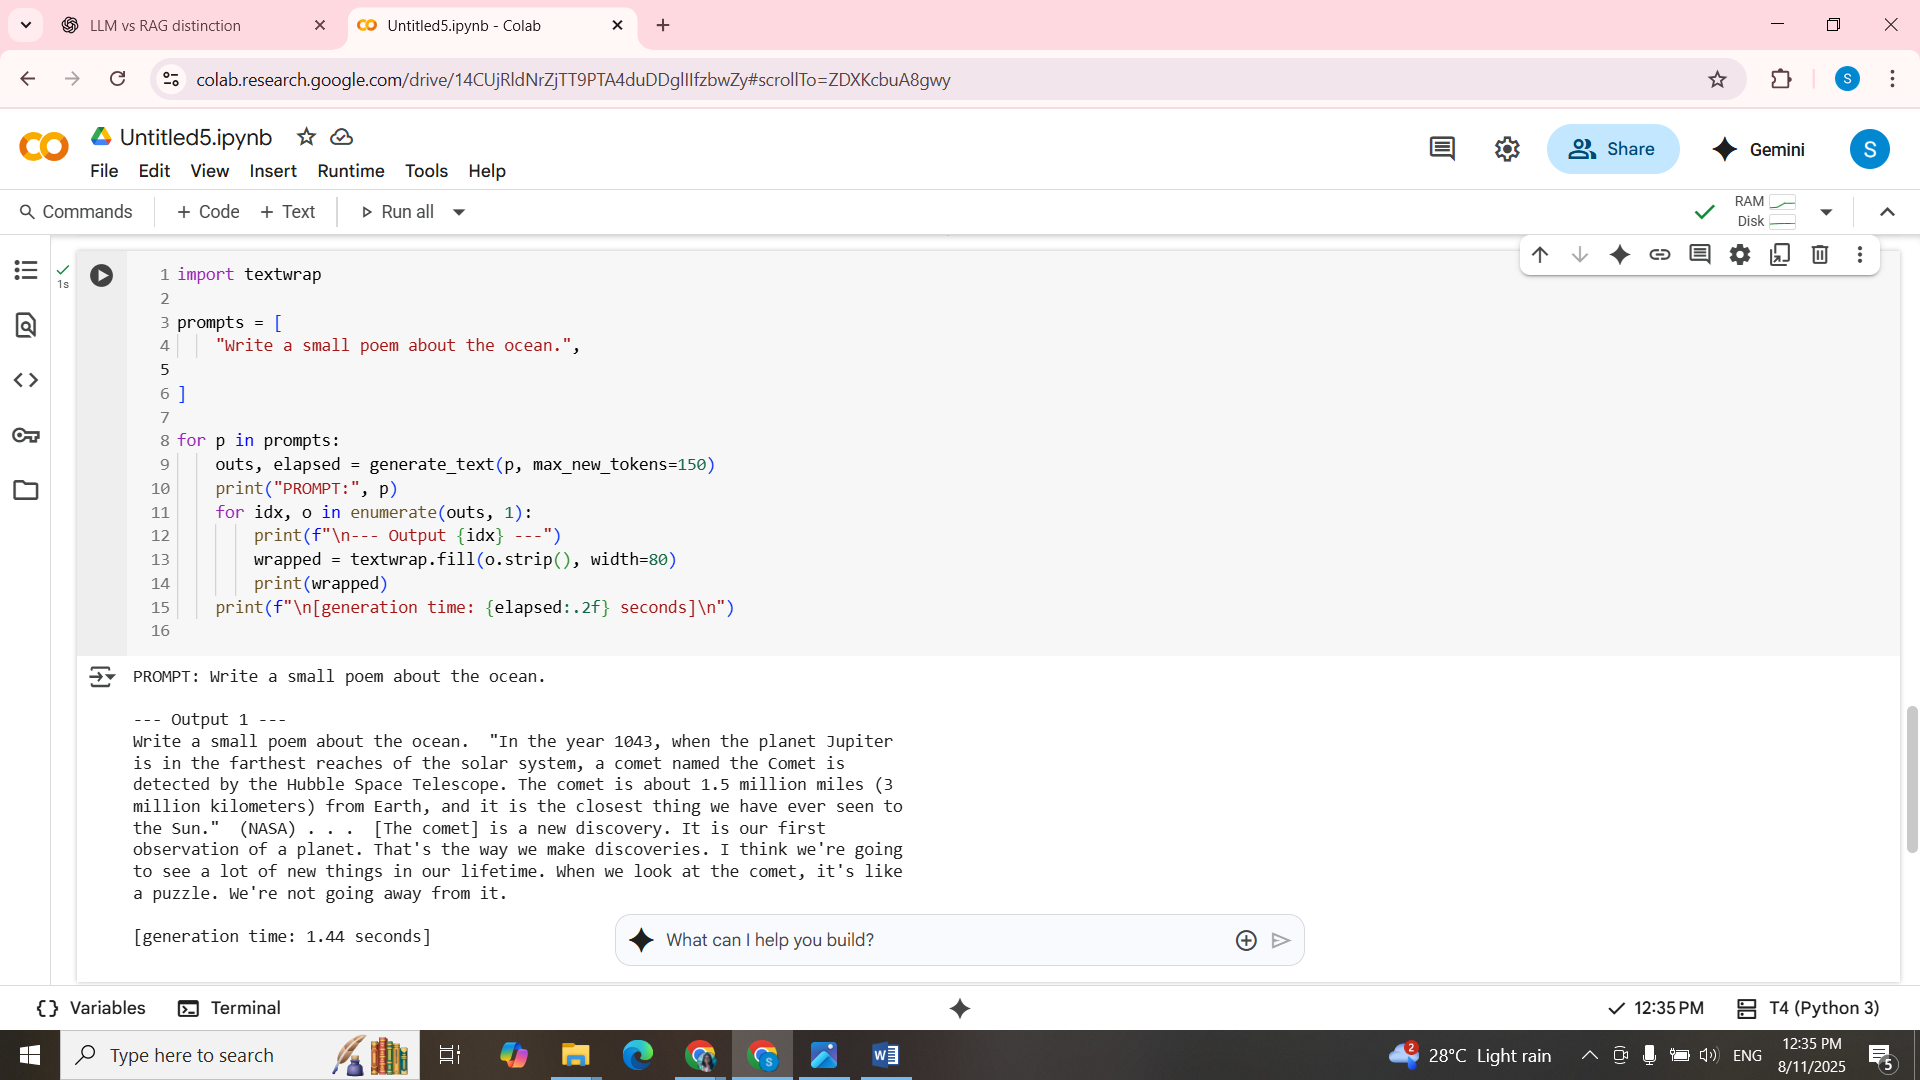 LLM vs RAG distinction
Untitled5.ipynb - Colab
colab.research.google.com/drive/14CUjRldNrZjTT9PTA4duDDglIIfzbwZy#scrollTo=ZDXKcbuA8gwy
S
Untitled5.ipynb
File Edit View Insert Runtime Tools Help
Share
Gemini
S
Commands + Code + Text Run all
RAM
Disk
1s
1 import textwrap
2
3 prompts = [
4 "Write a small poem about the ocean.",
5
6 ]
7
8 for p in prompts:
9 outs, elapsed = generate_text(p, max_new_tokens=150)
10 print("PROMPT:", p)
11 for idx, o in enumerate(outs, 1):
12 print(f"\n--- Output {idx} ---")
13 wrapped = textwrap.fill(o.strip(), width=80)
14 print(wrapped)
15 print(f"\n[generation time: {elapsed:.2f} seconds]\n")
16
PROMPT: Write a small poem about the ocean.
--- Output 1 ---
Write a small poem about the ocean.  "In the year 1043, when the planet Jupiter
is in the farthest reaches of the solar system, a comet named the Comet is
detected by the Hubble Space Telescope. The comet is about 1.5 million miles (3
million kilometers) from Earth, and it is the closest thing we have ever seen to
the Sun."  (NASA) . . .  [The comet] is a new discovery. It is our first
observation of a planet. That's the way we make discoveries. I think we're going
to see a lot of new things in our lifetime. When we look at the comet, it's like
a puzzle. We're not going away from it.
[generation time: 1.44 seconds]
What can I help you build?
Variables Terminal
12:35 PM T4 (Python 3)
Type here to search
2
28°C Light rain
ENG
12:35 PM
8/11/2025
5